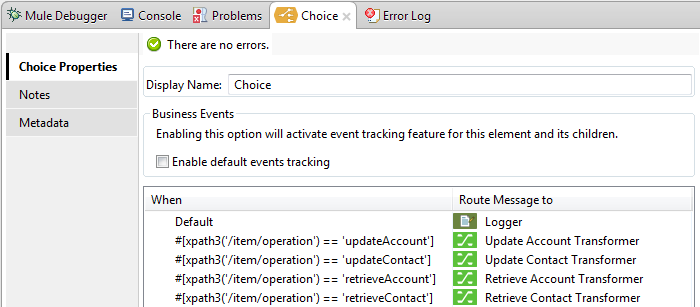 Mule Debugger Console Problems Choice Error Log
There are no errors.
Choice Properties
Notes
Metadata
Display Name: Choice
Business Events
Enabling this option will activate event tracking feature for this element and its children.
Enable default events tracking
When Route Message to
Default Logger
#[xpath3('/item/operation') == 'updateAccount'] Update Account Transformer
#[xpath3('/item/operation') == 'updateContact'] Update Contact Transformer
#[xpath3('/item/operation') == 'retrieveAccount'] Retrieve Account Transformer
#[xpath3('/item/operation') == 'retrieveContact'] Retrieve Contact Transformer